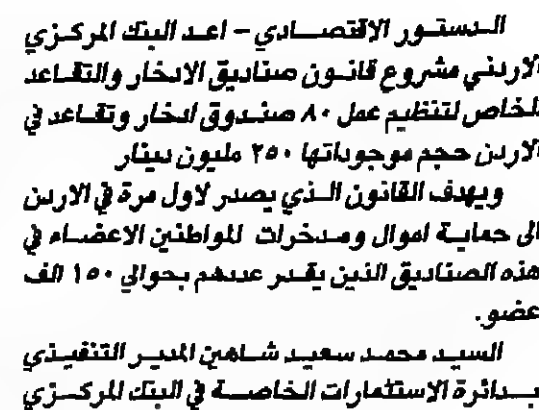 الدستور الاقتصادي - اعد البنك المركزي
الاردني مشروع قانون صناديق الادخار والتقاعد
الخاص لتنظيم عمل ٨٠ صندوق ادخار وتقاعد في
الاردن حجم موجوداتها ٢٥٠ مليون دينار
ويهدف القانون الذي يصدر لاول مرة في الاردن
الى حماية اموال ومدخرات المواطنين الاعضاء في
هذه الصناديق الذين يقدر عددهم بحوالي ١٥٠ الف
عضو.
السيد محمد سعيد شاهين المدير التنفيذي
بدائرة الاستثمارات الخاصة في البنك المركزي